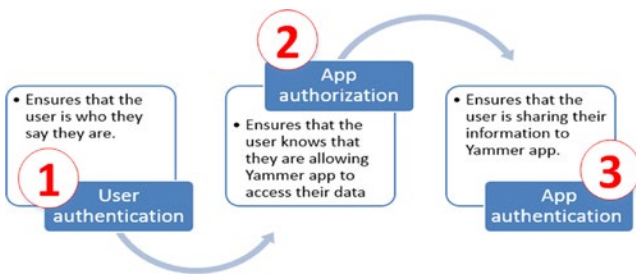 • Ensures that the
user is who they
say they are.
1
User
authentication
2
App
authorization
• Ensures that the
user knows that
they are allowing
Yammer app to
access their data
• Ensures that the
user is sharing their
information to
Yammer app.
3
App
authentication